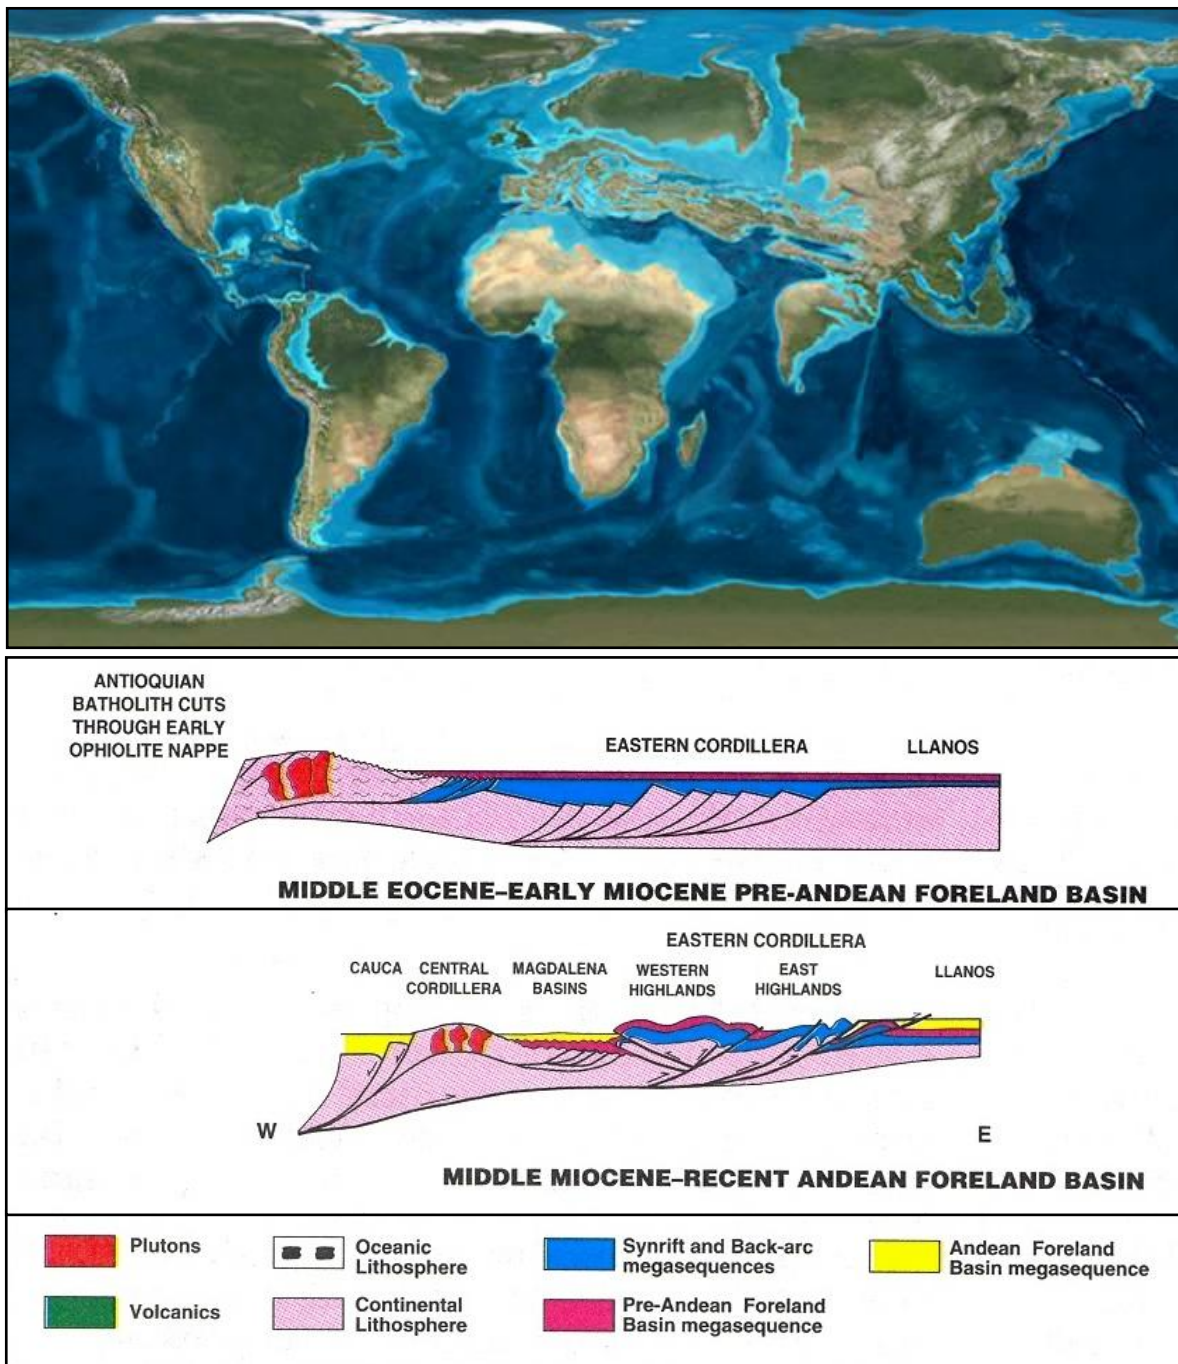 ANTIOQUIAN
BATHOLITH CUTS
THROUGH EARLY
OPHIOLITE NAPPE
EASTERN CORDILLERA
LLANOS
MIDDLE EOCENE–EARLY MIOCENE PRE-ANDEAN FORELAND BASIN
EASTERN CORDILLERA
CAUCA
CENTRAL
CORDILLERA
MAGDALENA
BASINS
WESTERN
HIGHLANDS
EAST
HIGHLANDS
LLANOS
W
E
MIDDLE MIOCENE–RECENT ANDEAN FORELAND BASIN
Plutons
Oceanic
Lithosphere
Synrift and Back-arc
megasequences
Andean Foreland
Basin megasequence
Volcanics
Continental
Lithosphere
Pre-Andean Foreland
Basin megasequence